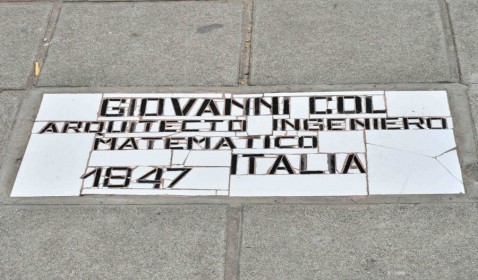 GIOVANNI COL
ARQUITECTO INGENIERO
MATEMATICO
1847 ITALIA